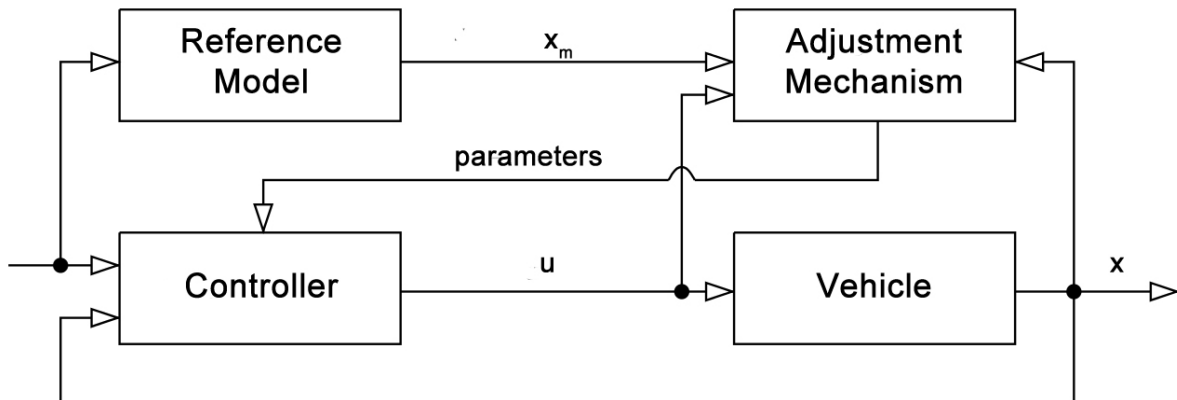 Reference
Model
x_m
Adjustment
Mechanism
parameters
Controller
u
Vehicle
x